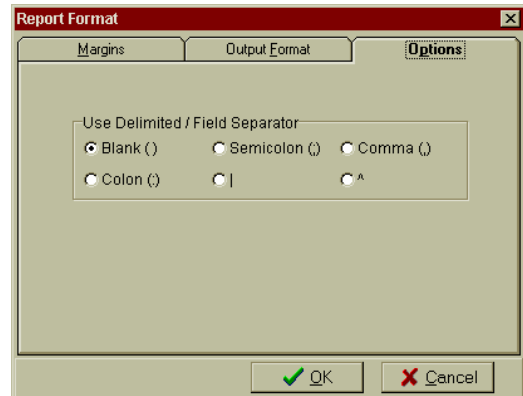 Report Format
Margins Output Format Options
Use Delimited / Field Separator
Blank ( ) Semicolon (;) Comma (,)
Colon (:) | ^
OK Cancel